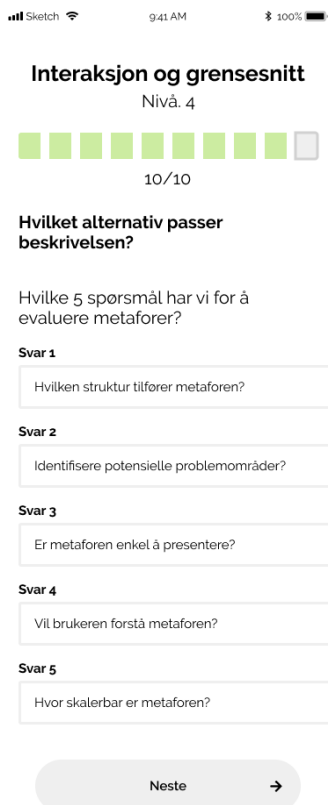 Sketch 9:41 AM 100%
Interaksjon og grensesnitt
Nivå. 4
10/10
Hvilket alternativ passer
beskrivelsen?
Hvilke 5 spørsmål har vi for å
evaluere metaforer?
Svar 1
Hvilken struktur tilfører metaforen?
Svar 2
Identifisere potensielle problemområder?
Svar 3
Er metaforen enkel å presentere?
Svar 4
Vil brukeren forstå metaforen?
Svar 5
Hvor skalerbar er metaforen?
Neste